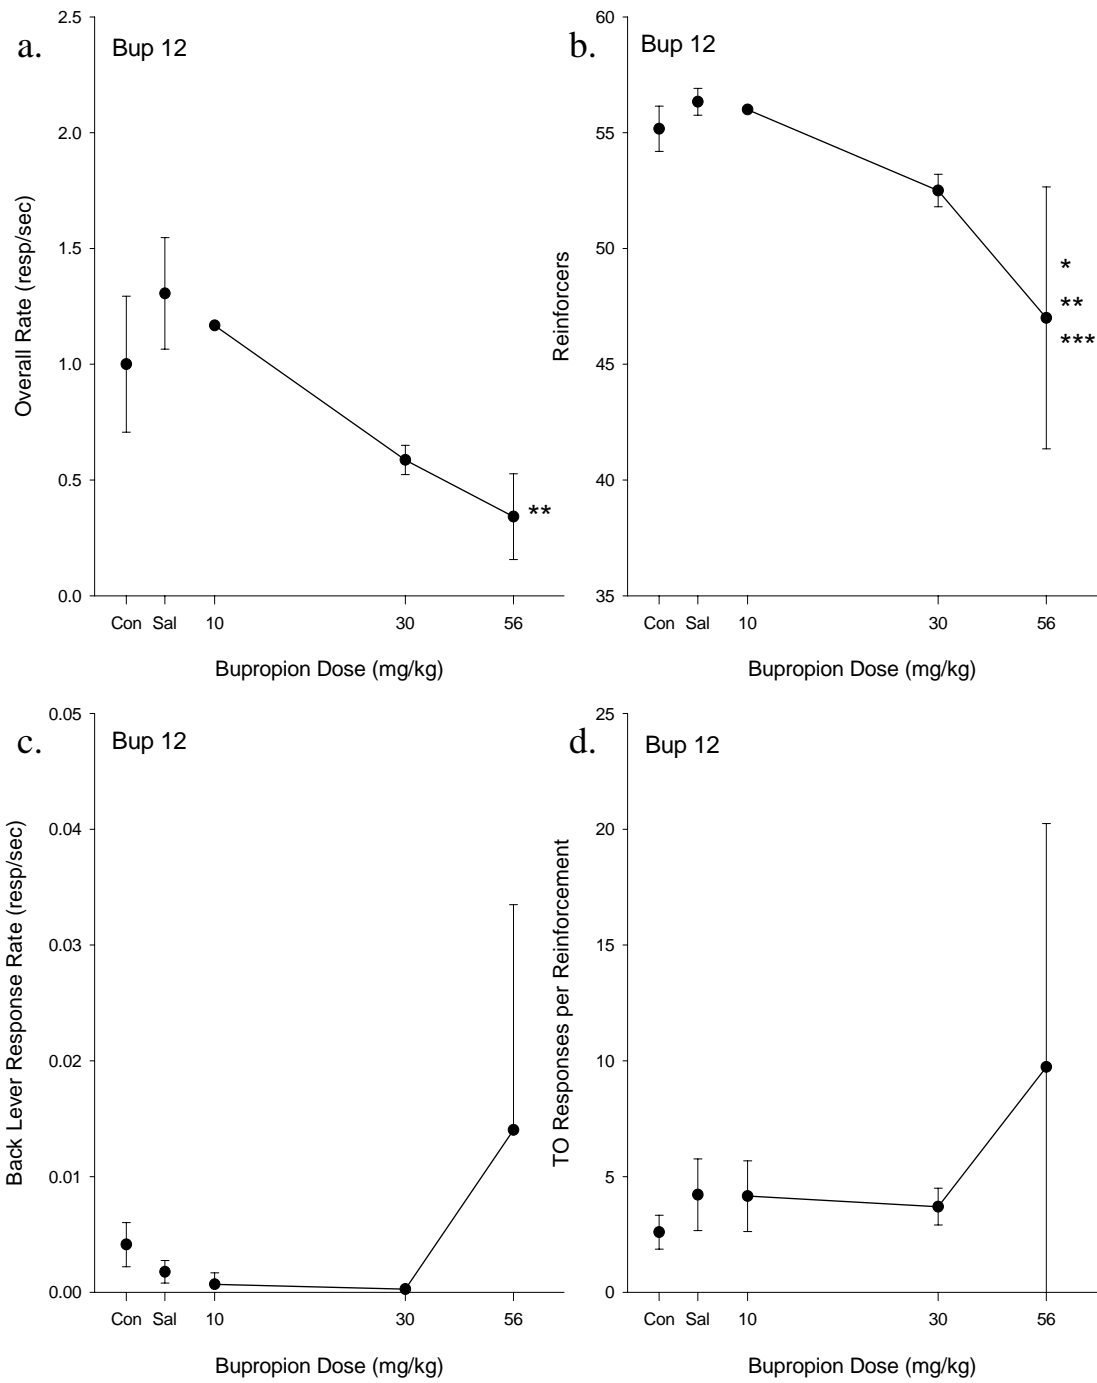 a.
Bup 12
Overall Rate (resp/sec)
2.5
2.0
1.5
1.0
0.5
0.0
**
Con Sal 10 30 56
Bupropion Dose (mg/kg)
b.
Bup 12
Reinforcers
60
55
50
45
40
35
*
**
***
Con Sal 10 30 56
Bupropion Dose (mg/kg)
c.
Bup 12
Back Lever Response Rate (resp/sec)
0.05
0.04
0.03
0.02
0.01
0.00
Con Sal 10 30 56
Bupropion Dose (mg/kg)
d.
Bup 12
TO Responses per Reinforcement
25
20
15
10
5
0
Con Sal 10 30 56
Bupropion Dose (mg/kg)